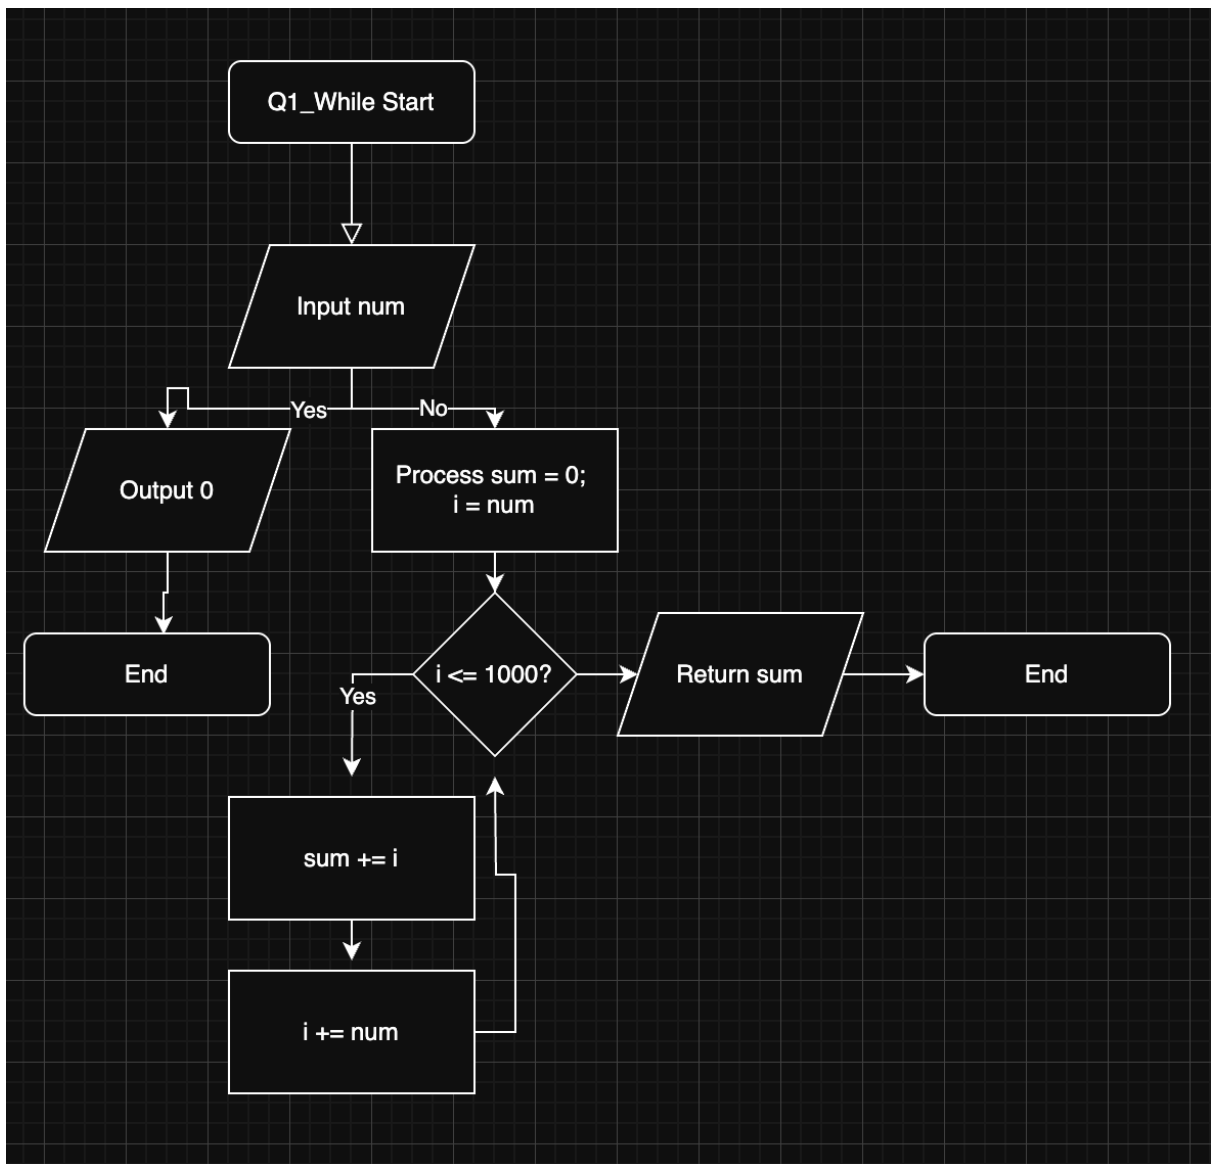 Q1_While Start
Input num
Yes
No
Output 0
Process sum = 0;
i = num
End
i <= 1000?
Return sum
End
Yes
sum += i
i += num